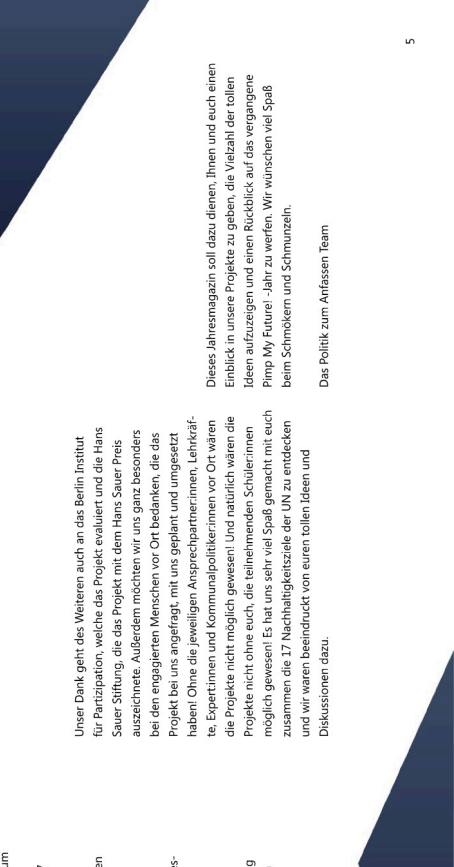 um
en
es-
g
Unser Dank geht des Weiteren auch an das Berlin Institut
für Partizipation, welche das Projekt evaluiert und die Hans
Sauer Stiftung, die das Projekt mit dem Hans Sauer Preis
auszeichnete. Außerdem möchten wir uns ganz besonders
bei den engagierten Menschen vor Ort bedanken, die das
Projekt bei uns angefragt, mit uns geplant und umgesetzt
haben! Ohne die jeweiligen Ansprechpartner:innen, Lehrkräf-
te, Expert:innen und Kommunalpolitiker:innen vor Ort wären
die Projekte nicht möglich gewesen! Und natürlich wären die
Projekte nicht ohne euch, die teilnehmenden Schüler:innen
möglich gewesen! Es hat uns sehr viel Spaß gemacht mit euch
zusammen die 17 Nachhaltigkeitsziele der UN zu entdecken
und wir waren beeindruckt von euren tollen Ideen und
Diskussionen dazu.
Dieses Jahresmagazin soll dazu dienen, Ihnen und euch einen
Einblick in unsere Projekte zu geben, die Vielzahl der tollen
Ideen aufzuzeigen und einen Rückblick auf das vergangene
Pimp My Future! -Jahr zu werfen. Wir wünschen viel Spaß
beim Schmökern und Schmunzeln.
Das Politik zum Anfassen Team
5